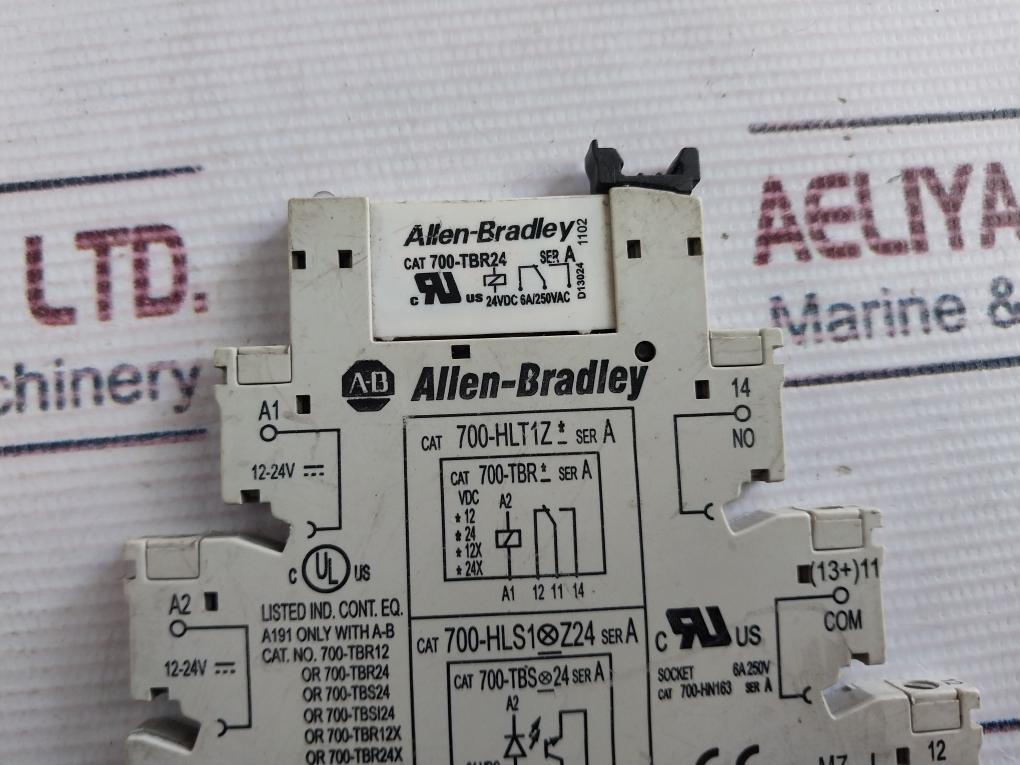 LTD.
AELIYA
Marine &
chinery
Allen-Bradley
1102
CAT 700-TBR24 SER A
c RU US 24VDC 6A/250VAC
D13024
A-B Allen-Bradley
A1
12-24V
14
NO
CAT 700-HLT1Z* SER A
CAT 700-TBR* SER A
VDC
* 12
* 24
* 12X
* 24X
A2
A1 12 11 14
C UL US
LISTED IND. CONT. EQ.
A191 ONLY WITH A-B
CAT. NO. 700-TBR12
OR 700-TBR24
OR 700-TBS24
OR 700-TBSI24
OR 700-TBR12X
OR 700-TBR24X
A2
12-24V
CAT 700-HLS1⊗Z24 SER A
CAT 700-TBS⊗24 SER A
A2
(13+)11
COM
C RU US
SOCKET 6A 250V
CAT 700-HN163 SER A
CE
12